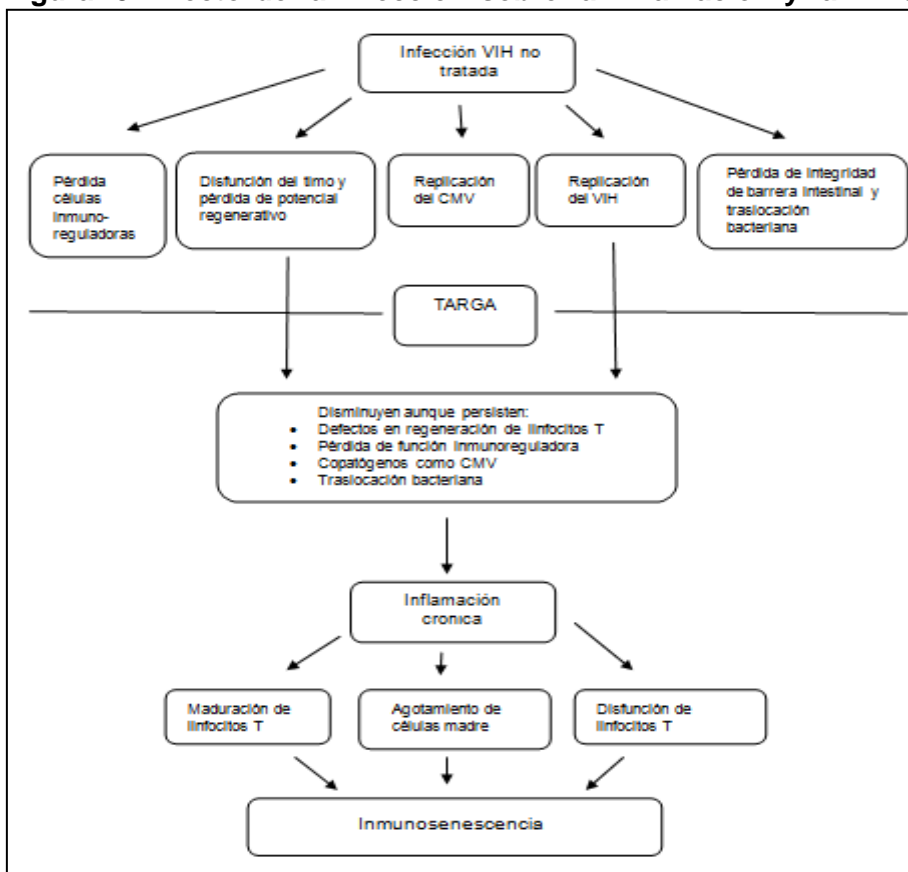 Infección VIH no
tratada
Pérdida
células
inmuno-
reguladoras
Disfunción del timo y
pérdida de potencial
regenerativo
Replicación
del CMV
Replicación
del VIH
Pérdida de integridad
de barrera intestinal y
traslocación
bacteriana
TARGA
Disminuyen aunque persisten:
• Defectos en regeneración de linfocitos T
• Pérdida de función inmunoreguladora
• Copatógenos como CMV
• Traslocación bacteriana
Inflamación
crónica
Maduración de
linfocitos T
Agotamiento de
células madre
Disfunción de
linfocitos T
Inmunosenescencia